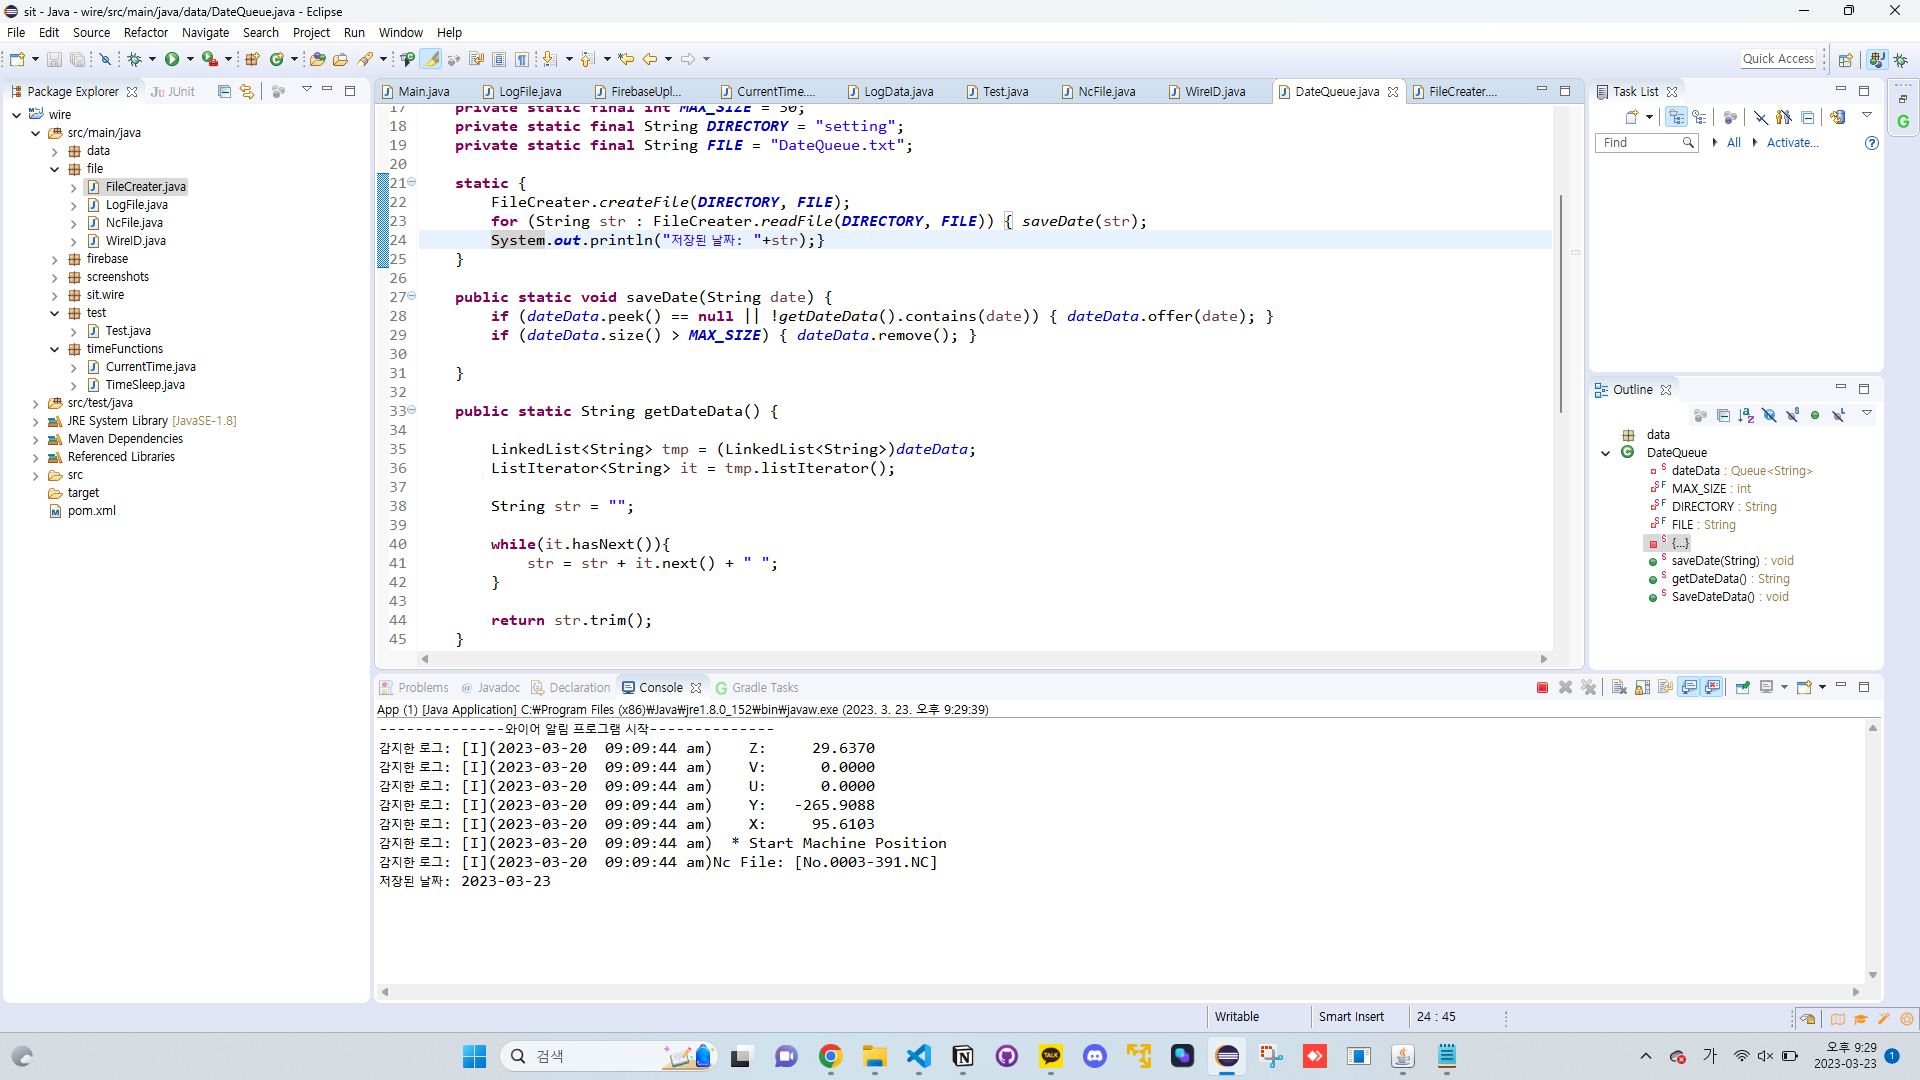 sit - Java - wire/src/main/java/data/DateQueue.java - Eclipse
File Edit Source Refactor Navigate Search Project Run Window Help
Quick Access
Package Explorer JUnit
wire
src/main/java
data
file
FileCreater.java
LogFile.java
NcFile.java
WireID.java
firebase
screenshots
sit.wire
test
Test.java
timeFunctions
CurrentTime.java
TimeSleep.java
src/test/java
JRE System Library [JavaSE-1.8]
Maven Dependencies
Referenced Libraries
src
target
pom.xml
Main.java LogFile.java FirebaseUpl... CurrentTime.... LogData.java Test.java NcFile.java WireID.java DateQueue.java FileCreater....
17 private static final int MAX_SIZE = 30;
18 private static final String DIRECTORY = "setting";
19 private static final String FILE = "DateQueue.txt";
20
21 static {
22 FileCreater.createFile(DIRECTORY, FILE);
23 for (String str : FileCreater.readFile(DIRECTORY, FILE)) { saveDate(str);
24 System.out.println("저장된 날짜: "+str);}
25 }
26
27 public static void saveDate(String date) {
28 if (dateData.peek() == null || !getDateData().contains(date)) { dateData.offer(date); }
29 if (dateData.size() > MAX_SIZE) { dateData.remove(); }
30
31 }
32
33 public static String getDateData() {
34
35 LinkedList<String> tmp = (LinkedList<String>)dateData;
36 ListIterator<String> it = tmp.listIterator();
37
38 String str = "";
39
40 while(it.hasNext()){
41 str = str + it.next() + " ";
42 }
43
44 return str.trim();
45 }
Task List
Find All Activate...
Outline
data
DateQueue
dateData : Queue<String>
MAX_SIZE : int
DIRECTORY : String
FILE : String
{...}
saveDate(String) : void
getDateData() : String
SaveDateData() : void
Problems Javadoc Declaration Console Gradle Tasks
App (1) [Java Application] C:₩Program Files (x86)₩Java₩jre1.8.0_152₩bin₩javaw.exe (2023. 3. 23. 오후 9:29:39)
--------------와이어 알림 프로그램 시작--------------
감지한 로그: [I](2023-03-20  09:09:44 am)    Z:     29.6370
감지한 로그: [I](2023-03-20  09:09:44 am)    V:      0.0000
감지한 로그: [I](2023-03-20  09:09:44 am)    U:      0.0000
감지한 로그: [I](2023-03-20  09:09:44 am)    Y:   -265.9088
감지한 로그: [I](2023-03-20  09:09:44 am)    X:     95.6103
감지한 로그: [I](2023-03-20  09:09:44 am)  * Start Machine Position
감지한 로그: [I](2023-03-20  09:09:44 am)Nc File: [No.0003-391.NC]
저장된 날짜: 2023-03-23
Writable Smart Insert 24 : 45
검색
TALK
가
오후 9:29
2023-03-23
1